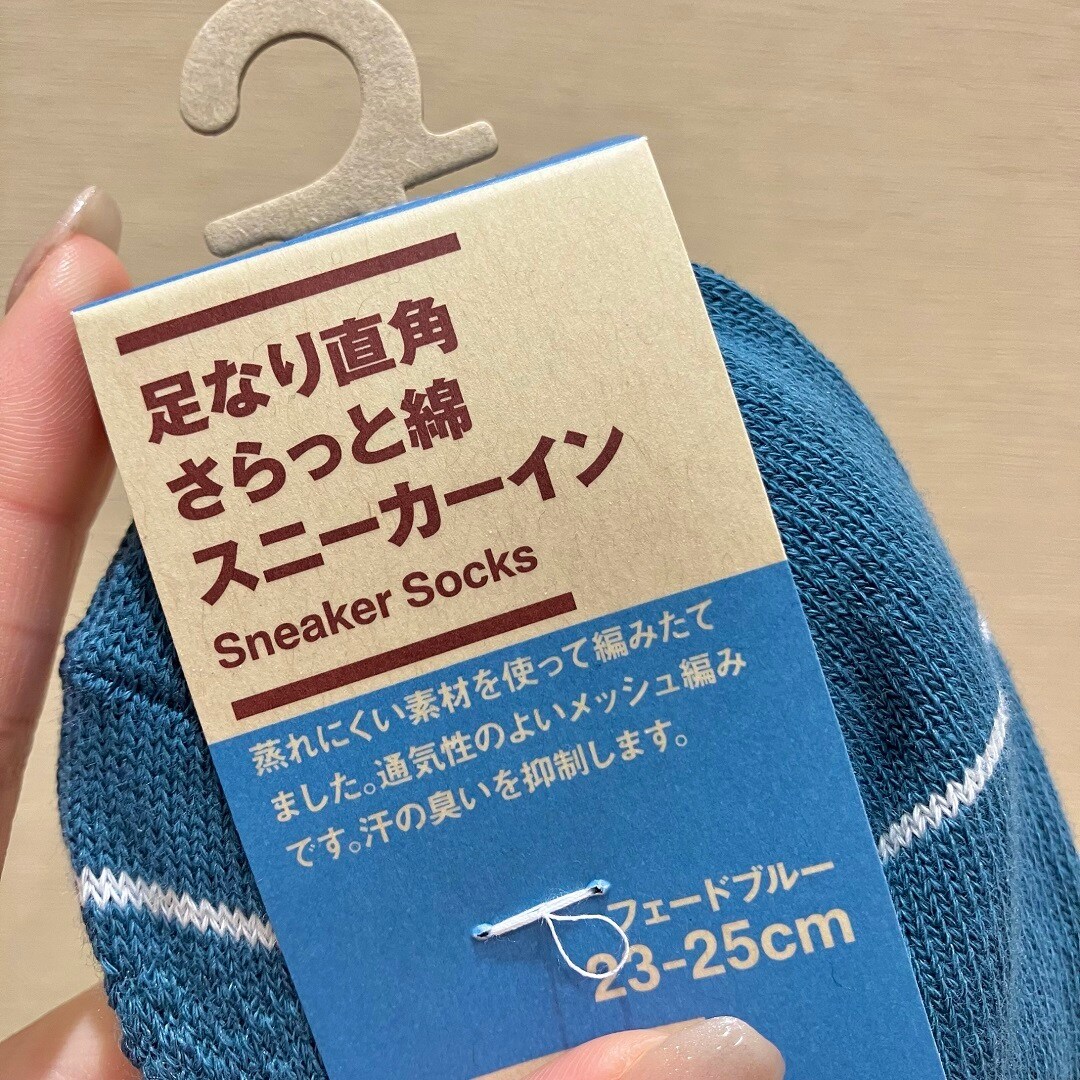 足なり直角
さらっと綿
スニーカーイン
Sneaker Socks
蒸れにくい素材を使って編みたて
ました。通気性のよいメッシュ編み
です。汗の臭いを抑制します。
フェードブルー
23-25cm